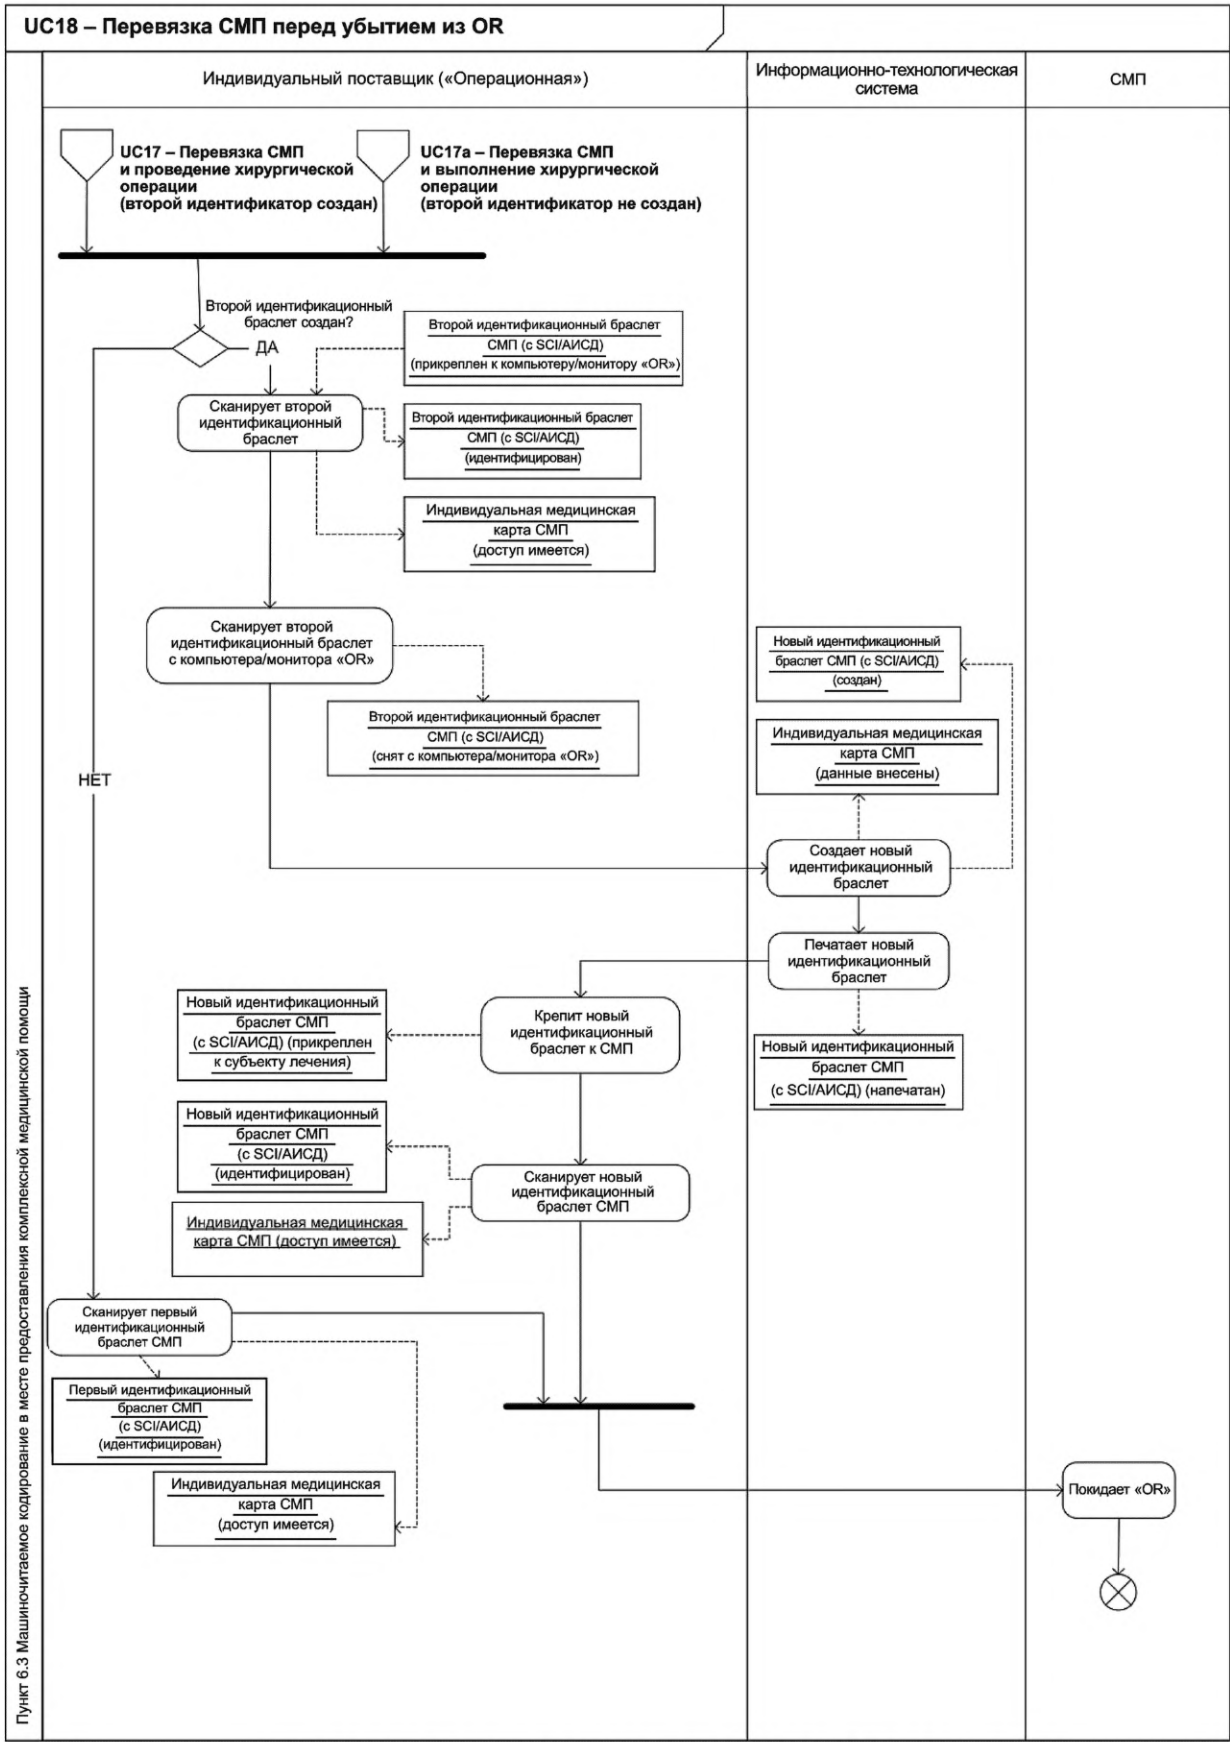 UC18 – Перевязка СМП перед убытием из OR
Индивидуальный поставщик («Операционная»)
Информационно-технологическая
система
СМП
UC17 – Перевязка СМП
и проведение хирургической
операции
(второй идентификатор создан)
UC17a – Перевязка СМП
и выполнение хирургической
операции
(второй идентификатор не создан)
Второй идентификационный
браслет создан?
ДА
Второй идентификационный браслет
СМП (с SCI/АИСД)
(прикреплен к компьютеру/монитору «OR»)
Сканирует второй
идентификационный
браслет
Второй идентификационный браслет
СМП (с SCI/АИСД)
(идентифицирован)
Индивидуальная медицинская
карта СМП
(доступ имеется)
Сканирует второй
идентификационный браслет
с компьютера/монитора «OR»
Второй идентификационный браслет
СМП (с SCI/АИСД)
(снят с компьютера/монитора «OR»)
НЕТ
Новый идентификационный
браслет СМП (с SCI/АИСД)
(создан)
Индивидуальная медицинская
карта СМП
(данные внесены)
Создает новый
идентификационный
браслет
Печатает новый
идентификационный
браслет
Новый идентификационный
браслет СМП
(с SCI/АИСД) (напечатан)
Крепит новый
идентификационный
браслет к СМП
Новый идентификационный
браслет СМП
(с SCI/АИСД) (прикреплен
к субъекту лечения)
Новый идентификационный
браслет СМП
(с SCI/АИСД)
(идентифицирован)
Сканирует новый
идентификационный
браслет СМП
Индивидуальная медицинская
карта СМП (доступ имеется)
Сканирует первый
идентификационный
браслет СМП
Первый идентификационный
браслет СМП
(с SCI/АИСД)
(идентифицирован)
Индивидуальная медицинская
карта СМП
(доступ имеется)
Покидает «OR»
Пункт 6.3 Машиночитаемое кодирование в месте предоставления комплексной медицинской помощи